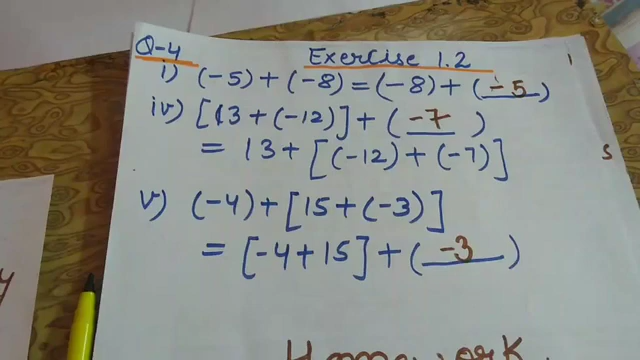 Q-4 Exercise 1.2
i) (-5) + (-8) = (-8) + (-5)
iv) [13 + (-12)] + (-7)
= 13 + [(-12) + (-7)]
v) (-4) + [15 + (-3)]
= [-4 + 15] + (-3)
Homework.